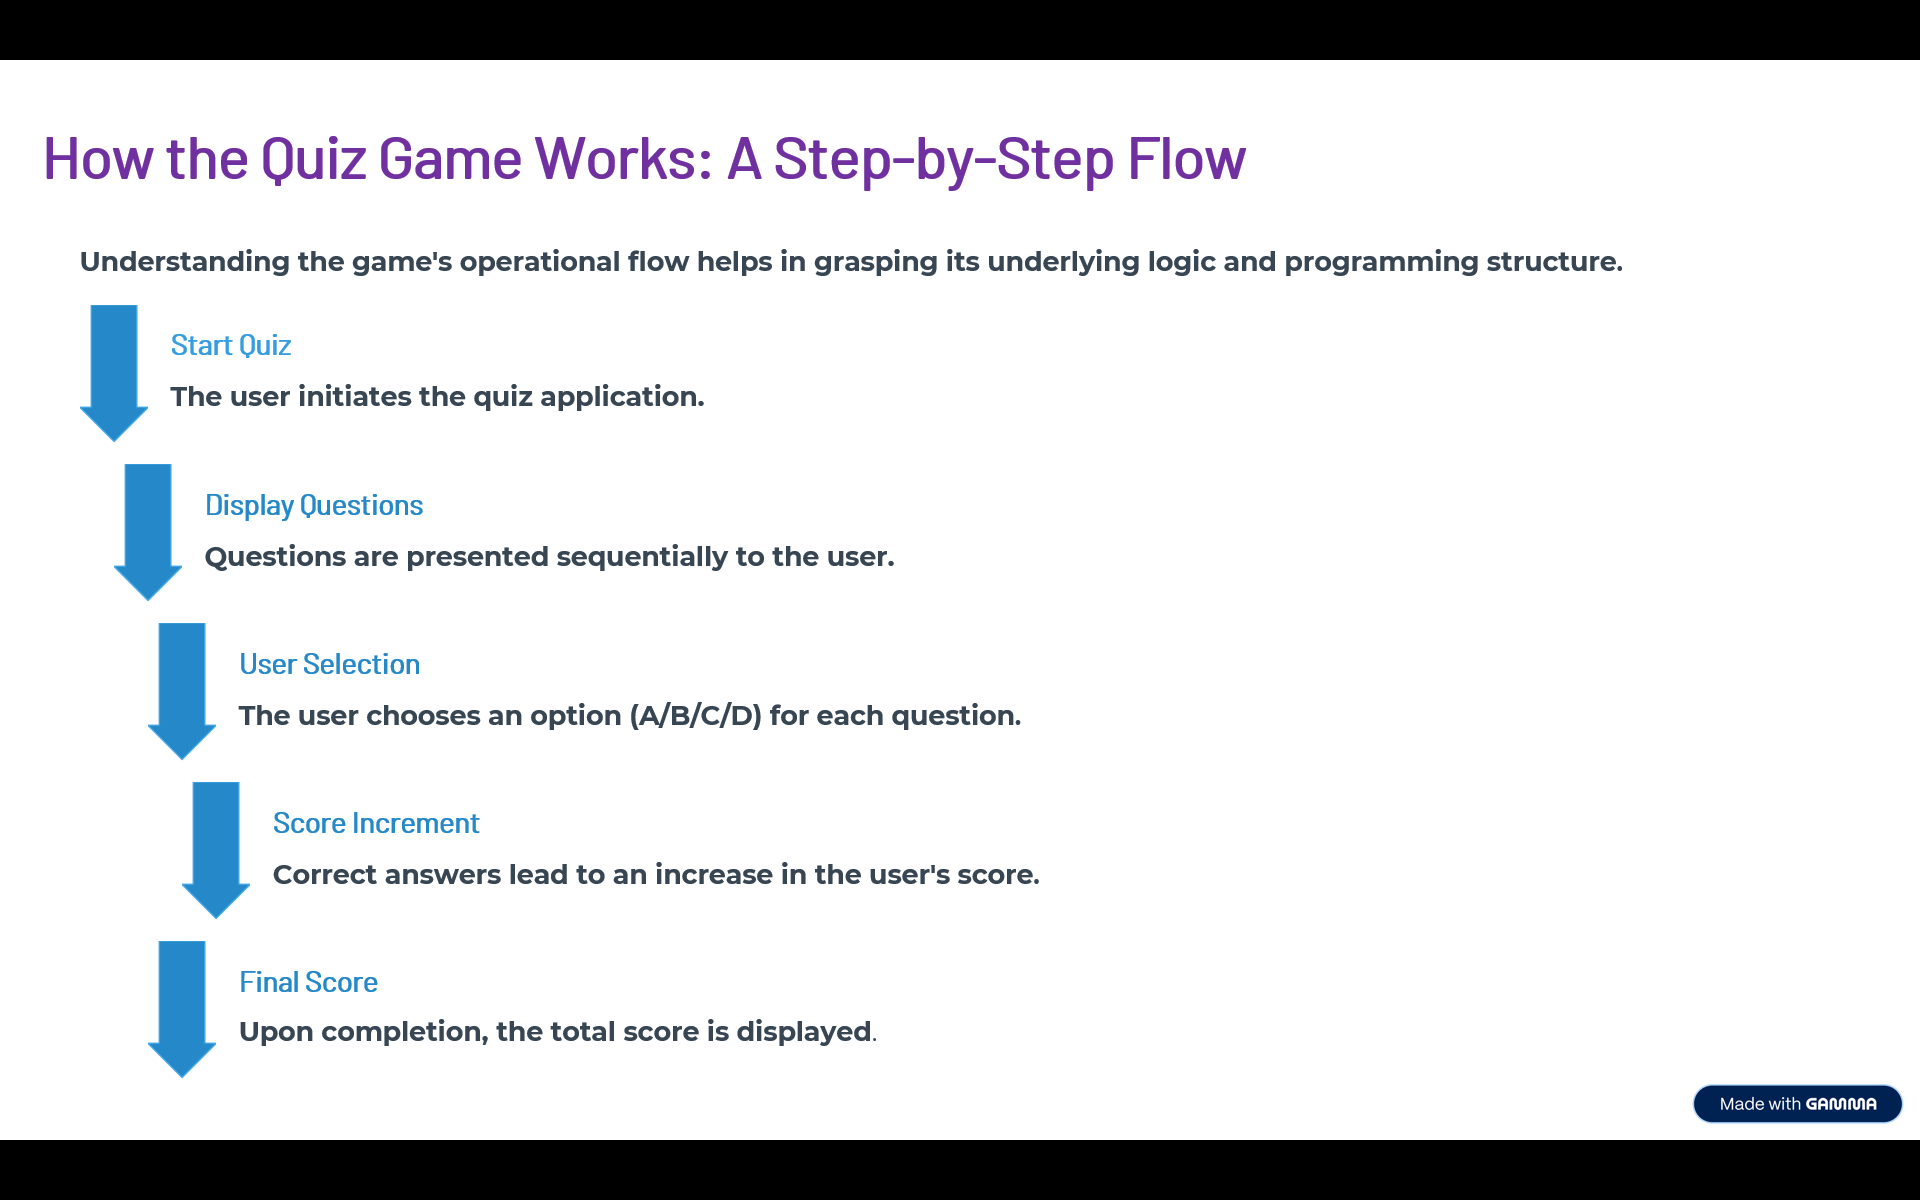 How the Quiz Game Works: A Step-by-Step Flow
Understanding the game's operational flow helps in grasping its underlying logic and programming structure.
Start Quiz
The user initiates the quiz application.
Display Questions
Questions are presented sequentially to the user.
User Selection
The user chooses an option (A/B/C/D) for each question.
Score Increment
Correct answers lead to an increase in the user's score.
Final Score
Upon completion, the total score is displayed.
Made with GAMMA